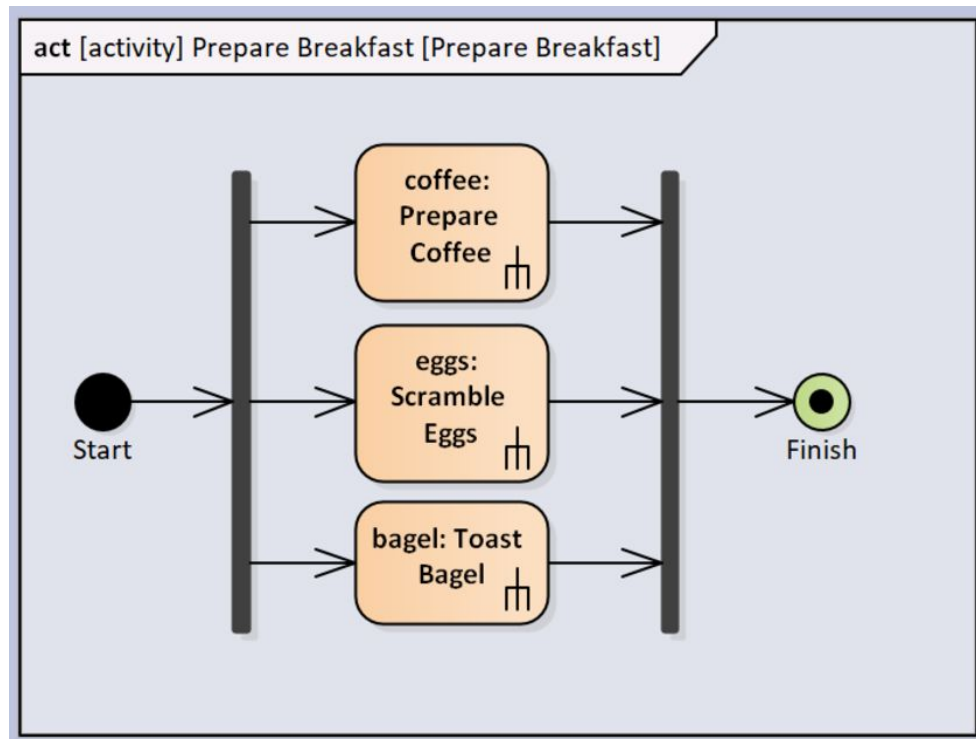 act [activity] Prepare Breakfast [Prepare Breakfast]
coffee:
Prepare
Coffee
eggs:
Scramble
Eggs
Start
Finish
bagel: Toast
Bagel